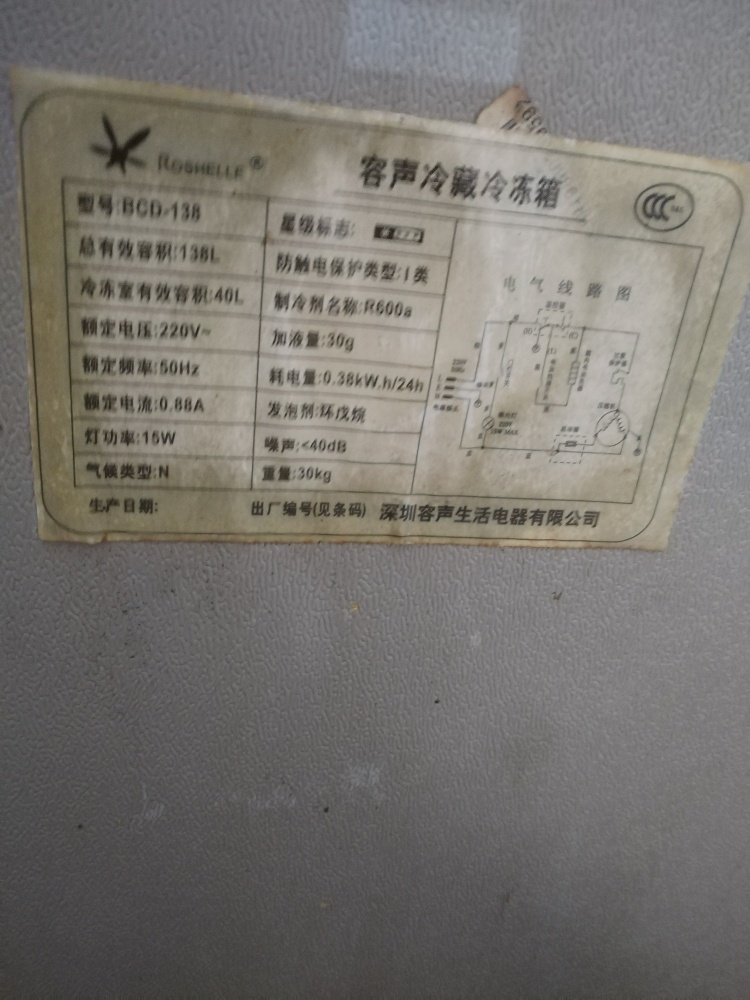 ROSHELLE®
容声冷藏冷冻箱
CCC
型号:BCD-138
总有效容积:138L
冷冻室有效容积:40L
额定电压:220V~
额定频率:50Hz
额定电流:0.88A
灯功率:15W
气候类型:N
星级标志:
防触电保护类型:I类
制冷剂名称:R600a
加液量:30g
耗电量:0.38kW.h/24h
发泡剂:环戊烷
噪声:≤40dB
重量:30kg
电气线路图
220V
15W MAX
生产日期:
出厂编号(见条码)
深圳容声生活电器有限公司